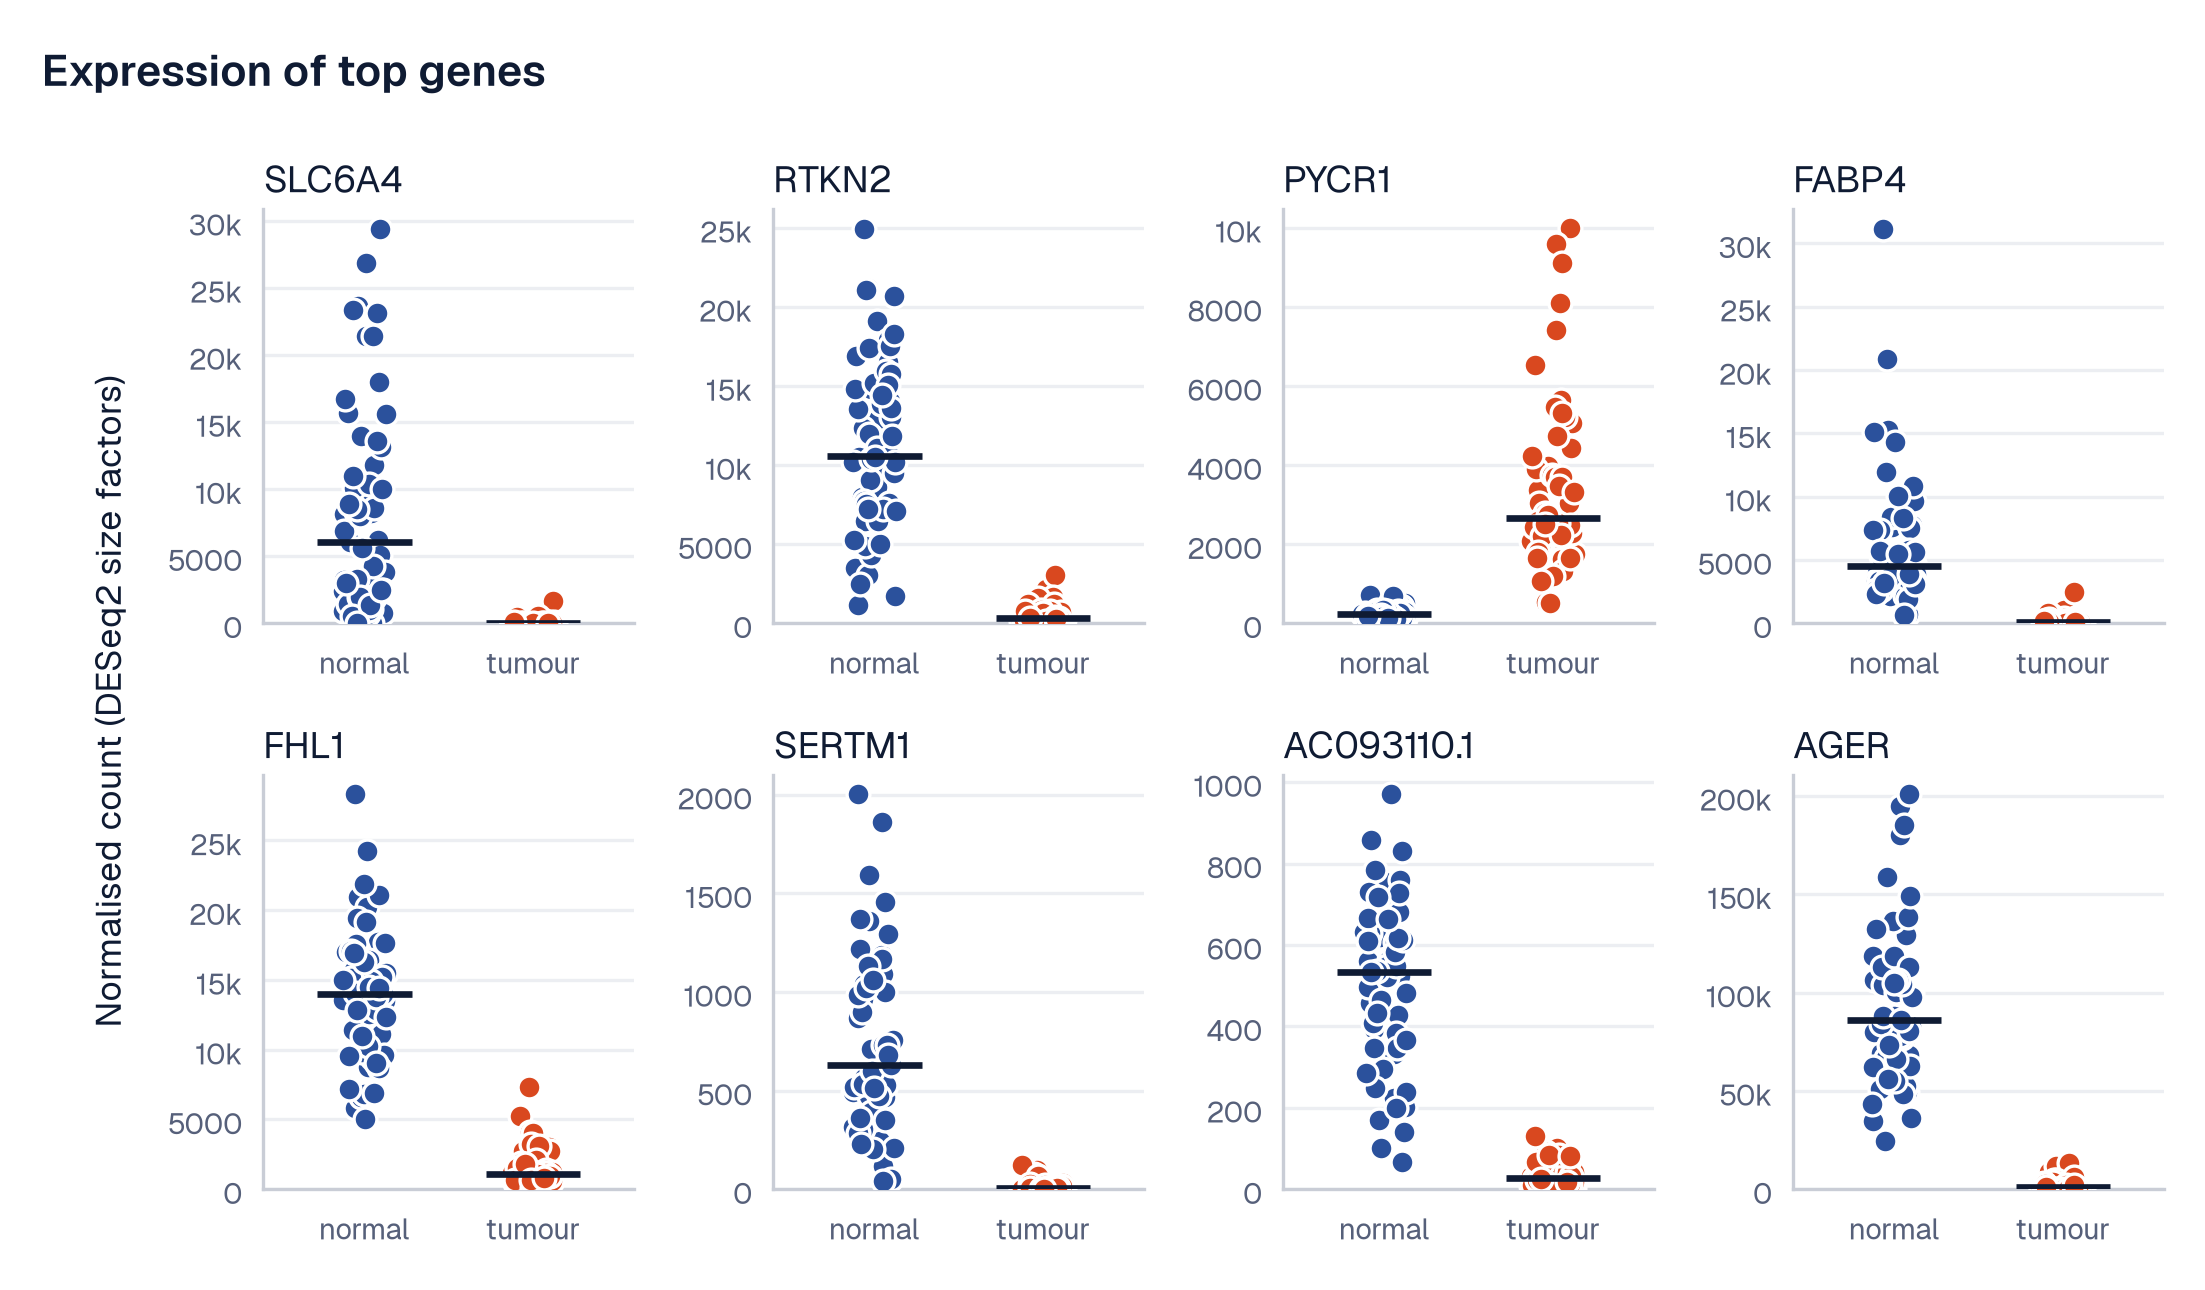 Expression of top genes
Normalised count (DESeq2 size factors)
SLC6A4
30k
25k
20k
15k
10k
5000
0
normal tumour
RTKN2
25k
20k
15k
10k
5000
0
normal tumour
PYCR1
10k
8000
6000
4000
2000
0
normal tumour
FABP4
30k
25k
20k
15k
10k
5000
0
normal tumour
FHL1
25k
20k
15k
10k
5000
0
normal tumour
SERTM1
2000
1500
1000
500
0
normal tumour
AC093110.1
1000
800
600
400
200
0
normal tumour
AGER
200k
150k
100k
50k
0
normal tumour